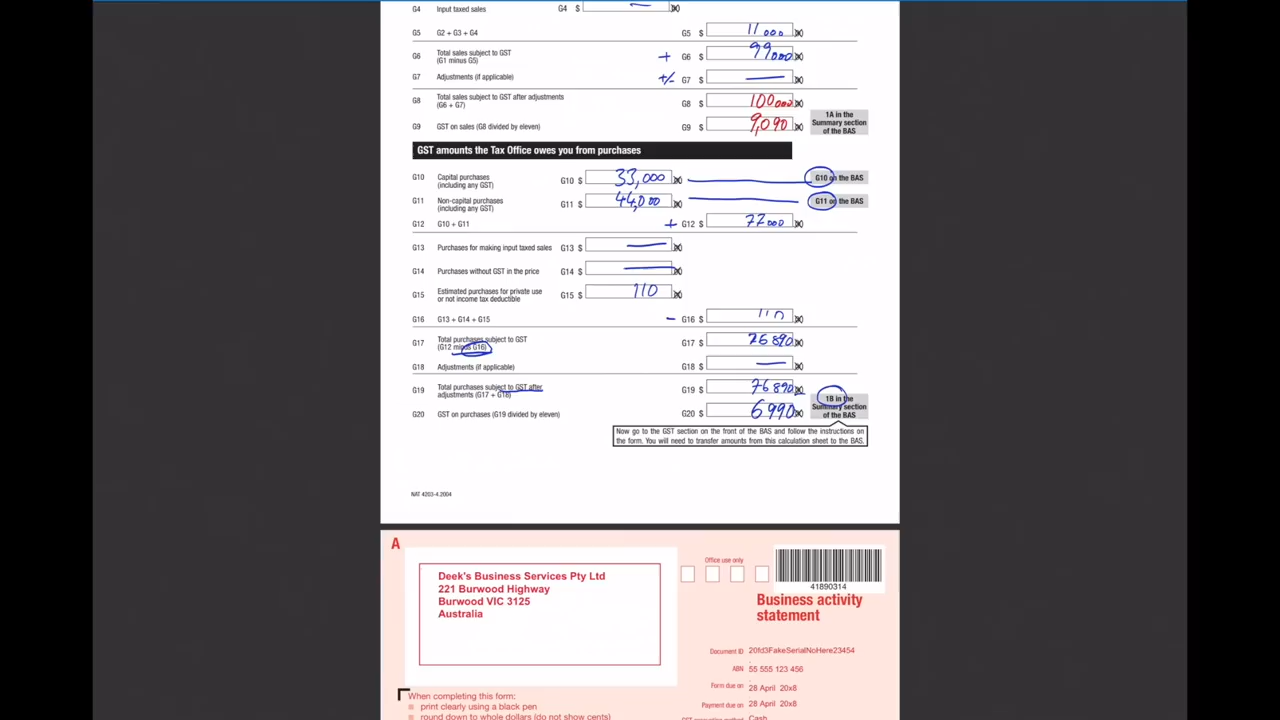 G4 Input taxed sales G4 $
G5 G2 + G3 + G4 G5 $ 11000
G6 Total sales subject to GST
(G1 minus G5) + G6 $ 99000
G7 Adjustments (if applicable) +/- G7 $ —
G8 Total sales subject to GST after adjustments
(G6 + G7) G8 $ 100000
G9 GST on sales (G8 divided by eleven) G9 $ 9,090
1A in the
Summary section
of the BAS
GST amounts the Tax Office owes you from purchases
G10 Capital purchases
(including any GST) G10 $ 33,000 G10 on the BAS
G11 Non-capital purchases
(including any GST) G11 $ 44,000 G11 on the BAS
G12 G10 + G11 + G12 $ 77000
G13 Purchases for making input taxed sales G13 $ —
G14 Purchases without GST in the price G14 $ —
G15 Estimated purchases for private use
or not income tax deductible G15 $ 110
G16 G13 + G14 + G15 - G16 $ 110
G17 Total purchases subject to GST
(G12 minus G16) G17 $ 76890
G18 Adjustments (if applicable) G18 $ —
G19 Total purchases subject to GST after
adjustments (G17 + G18) G19 $ 76890
G20 GST on purchases (G19 divided by eleven) G20 $ 6990
1B in the
Summary section
of the BAS
Now go to the GST section on the front of the BAS and follow the instructions on
the form. You will need to transfer amounts from this calculation sheet to the BAS.
NAT 4203-4.2004
A
Deek's Business Services Pty Ltd
221 Burwood Highway
Burwood VIC 3125
Australia
Office use only
41890314
Business activity
statement
Document ID 20fd3FakeSerialNoHere23454
ABN 55 555 123 456
Form due on 28 April 20x8
Payment due on 28 April 20x8
GST accounting method Cash
When completing this form:
print clearly using a black pen
round down to whole dollars (do not show cents)